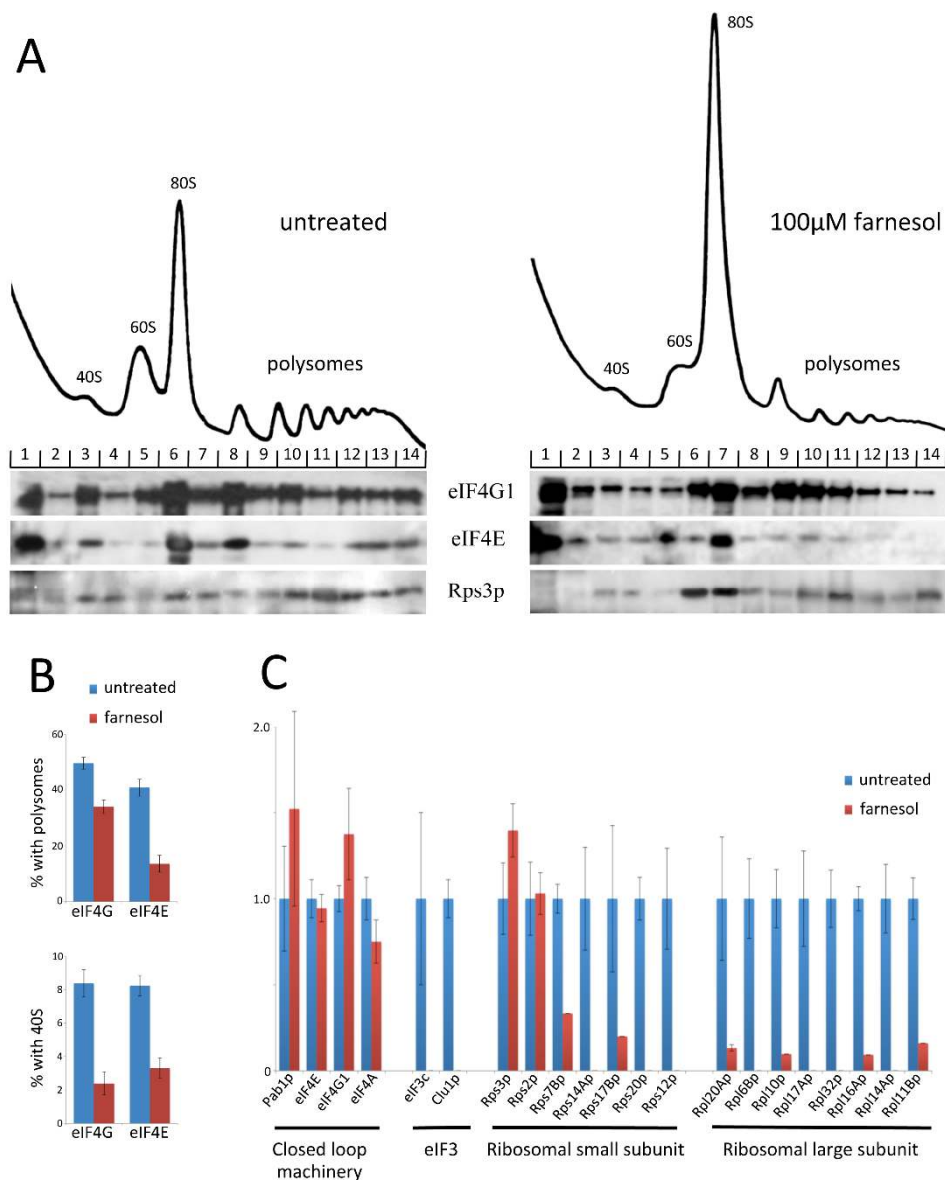 A
80S
80S
untreated
100µM farnesol
60S
40S
polysomes
60S
40S
polysomes
1 2 3 4 5 6 7 8 9 10 11 12 13 14
1 2 3 4 5 6 7 8 9 10 11 12 13 14
eIF4G1
eIF4E
Rps3p
B
untreated
farnesol
% with polysomes
60
40
20
0
eIF4G eIF4E
% with 40S
10
8
6
4
2
0
eIF4G eIF4E
C
untreated
farnesol
2.0
1.0
0
Pab1p eIF4E eIF4G1 eIF4A eIF3c Clu1p Rps3p Rps2p Rps7Bp Rps14Ap Rps17Bp Rps20p Rps12p Rpl20Ap Rpl6Bp Rpl10p Rpl17Ap Rpl32p Rpl16Ap Rpl14Ap Rpl11Bp
Closed loop
machinery
eIF3
Ribosomal small subunit
Ribosomal large subunit